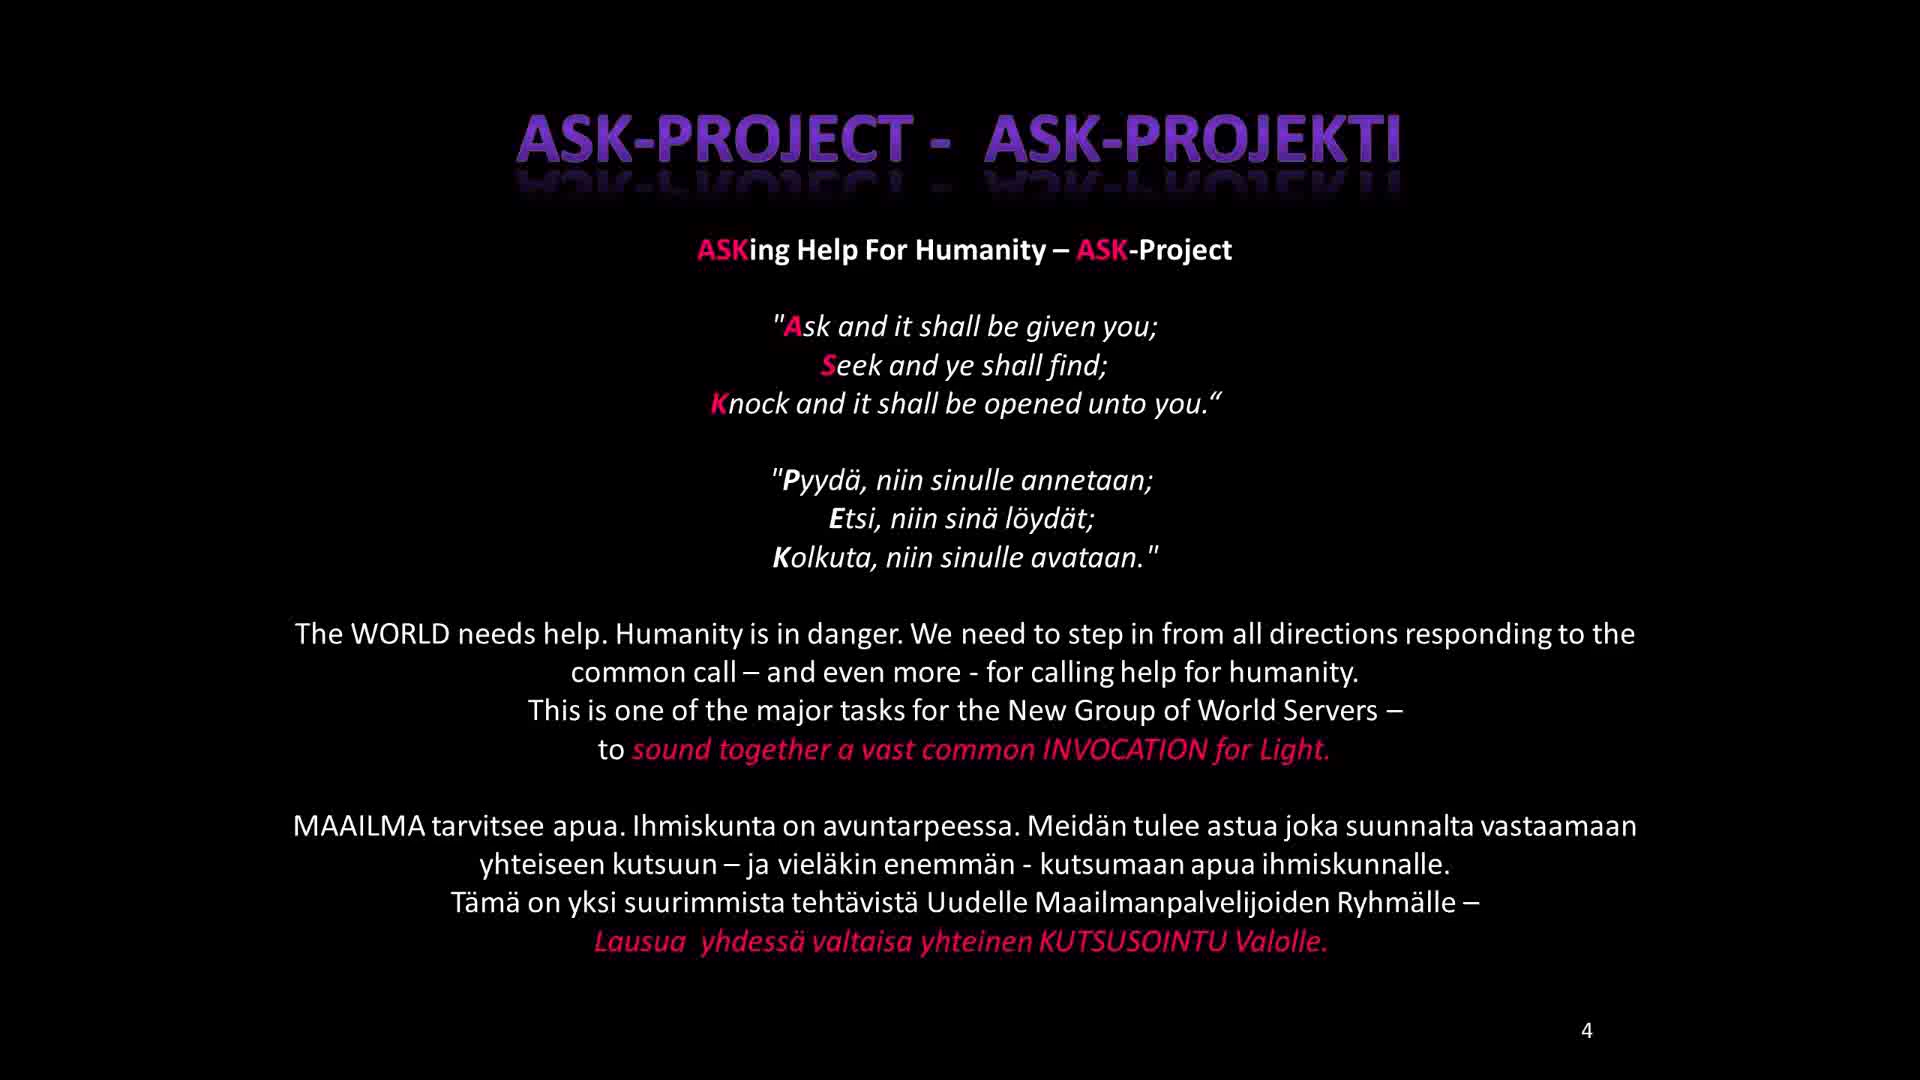 ASK-PROJECT - ASK-PROJEKTI
ASKing Help For Humanity – ASK-Project
"Ask and it shall be given you;
Seek and ye shall find;
Knock and it shall be opened unto you.“
"Pyydä, niin sinulle annetaan;
Etsi, niin sinä löydät;
Kolkuta, niin sinulle avataan."
The WORLD needs help. Humanity is in danger. We need to step in from all directions responding to the
common call – and even more - for calling help for humanity.
This is one of the major tasks for the New Group of World Servers –
to sound together a vast common INVOCATION for Light.
MAAILMA tarvitsee apua. Ihmiskunta on avuntarpeessa. Meidän tulee astua joka suunnalta vastaamaan
yhteiseen kutsuun – ja vieläkin enemmän - kutsumaan apua ihmiskunnalle.
Tämä on yksi suurimmista tehtävistä Uudelle Maailmanpalvelijoiden Ryhmälle –
Lausua yhdessä valtaisa yhteinen KUTSUSOINTU Valolle.
4